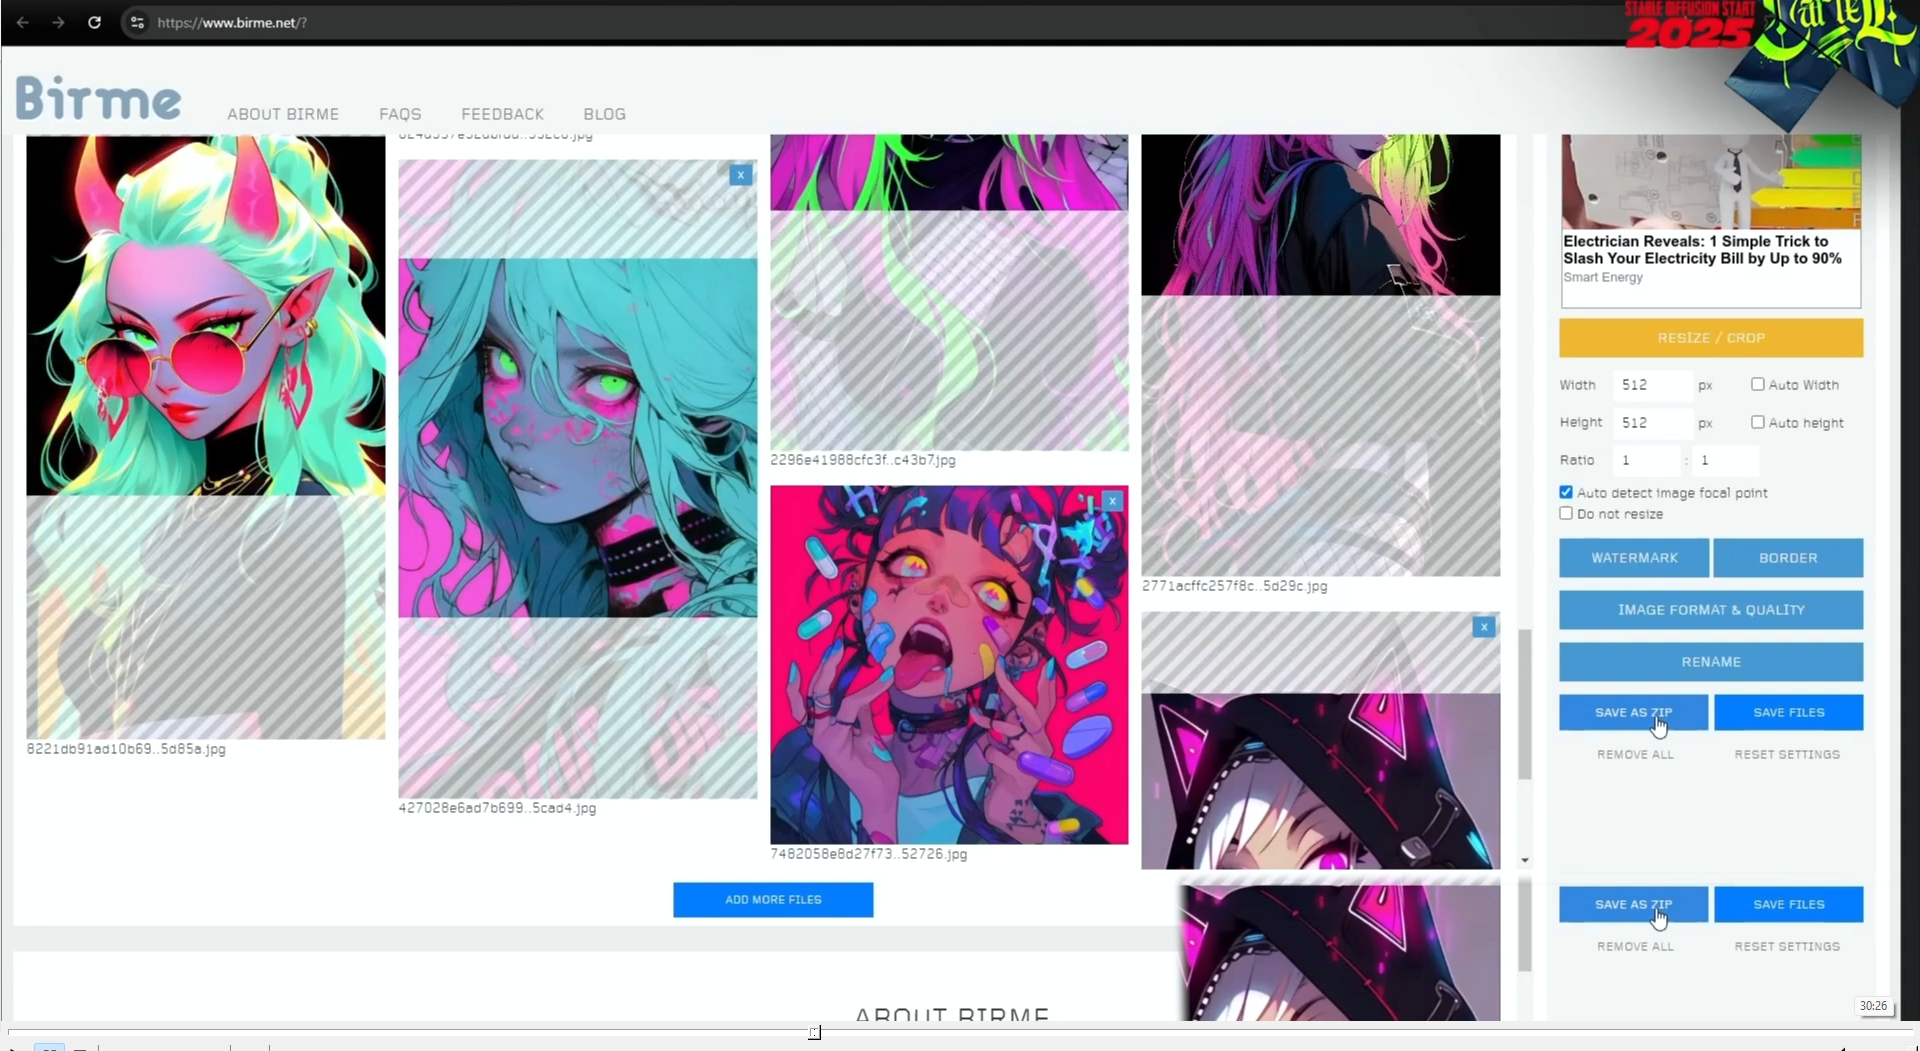 https://www.birme.net/?
STABLE DIFFUSION START
2025
Birme
ABOUT BIRME
FAQS
FEEDBACK
BLOG
8221db91ad10b69..5d85a.jpg
x
427028e6ad7b699..5cad4.jpg
2296e41988cfc3f..c43b7.jpg
x
7482058e8d27f73..52726.jpg
2771acffc257f8c..5d29c.jpg
x
ADD MORE FILES
ABOUT BIRME
Electrician Reveals: 1 Simple Trick to
Slash Your Electricity Bill by Up to 90%
Smart Energy
RESIZE / CROP
Width 512 px Auto Width
Height 512 px Auto height
Ratio 1 : 1
Auto detect image focal point
Do not resize
WATERMARK
BORDER
IMAGE FORMAT & QUALITY
RENAME
SAVE AS ZIP
SAVE FILES
REMOVE ALL
RESET SETTINGS
SAVE AS ZIP
SAVE FILES
REMOVE ALL
RESET SETTINGS
30:26